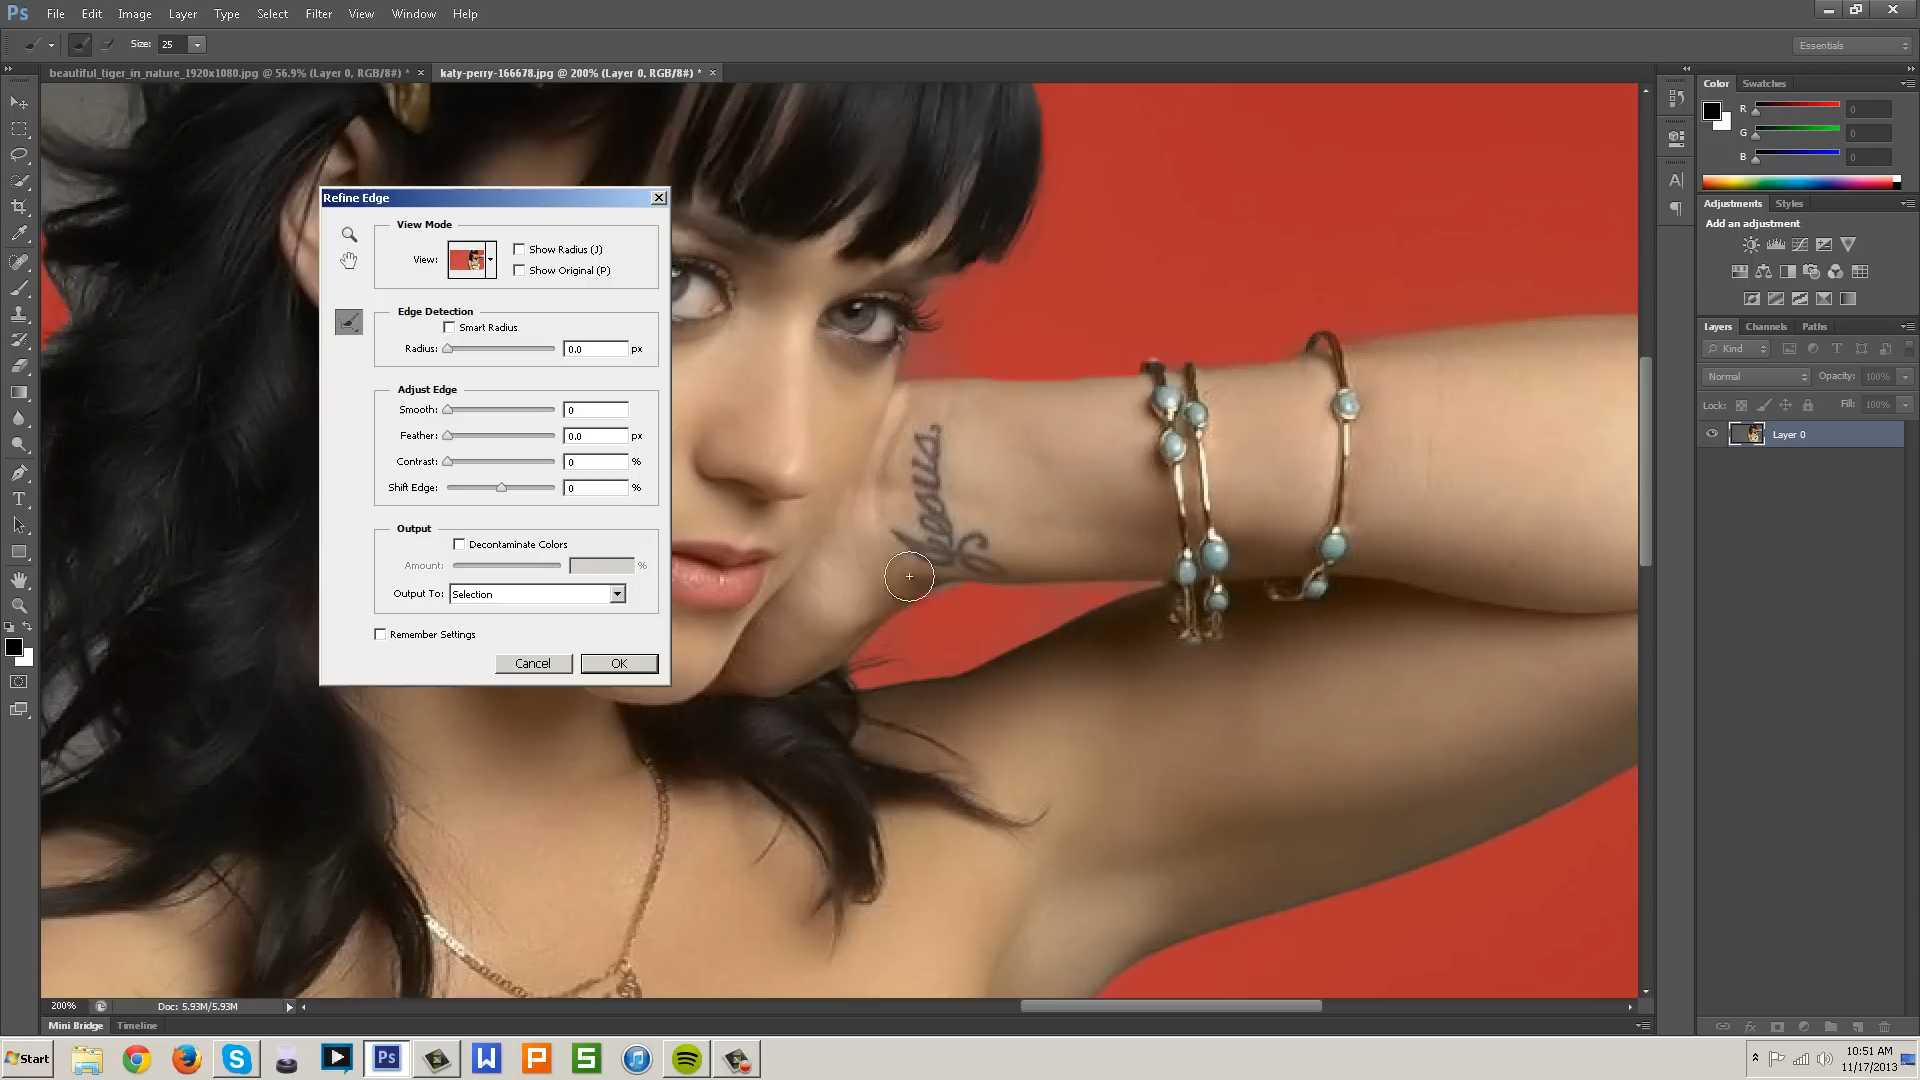 Ps File Edit Image Layer Type Select Filter View Window Help
Size: 25 Essentials
beautiful_tiger_in_nature_1920x1080.jpg @ 56.9% (Layer 0, RGB/8#) * × katy-perry-166678.jpg @ 200% (Layer 0, RGB/8#) * ×
Color Swatches
R 0
G 0
B 0
Adjustments Styles
Add an adjustment
Layers Channels Paths
Kind
Normal Opacity: 100%
Lock: Fill: 100%
Layer 0
Refine Edge
View Mode
View:
Show Radius (J)
Show Original (P)
Edge Detection
Smart Radius
Radius: 0.0 px
Adjust Edge
Smooth: 0
Feather: 0.0 px
Contrast: 0 %
Shift Edge: 0 %
Output
Decontaminate Colors
Amount: %
Output To: Selection
Remember Settings
Cancel OK
Jesus.
200% Doc: 5.93M/5.93M
Mini Bridge Timeline
Start Ps W P S 10:51 AM
11/17/2013